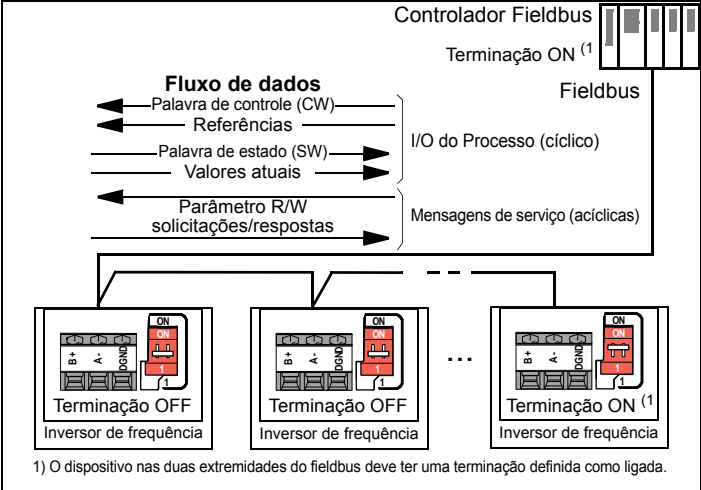 Controlador Fieldbus
Terminação ON (1
Fieldbus
Fluxo de dados
Palavra de controle (CW)
Referências
Palavra de estado (SW)
Valores atuais
I/O do Processo (cíclico)
Parâmetro R/W
solicitações/respostas
Mensagens de serviço (acíclicas)
B+
A-
DGND
ON
ON
1
1
Terminação OFF
Inversor de frequência
B+
A-
DGND
ON
ON
1
1
Terminação OFF
Inversor de frequência
...
B+
A-
DGND
ON
ON
1
1
Terminação ON (1
Inversor de frequência
1) O dispositivo nas duas extremidades do fieldbus deve ter uma terminação definida como ligada.